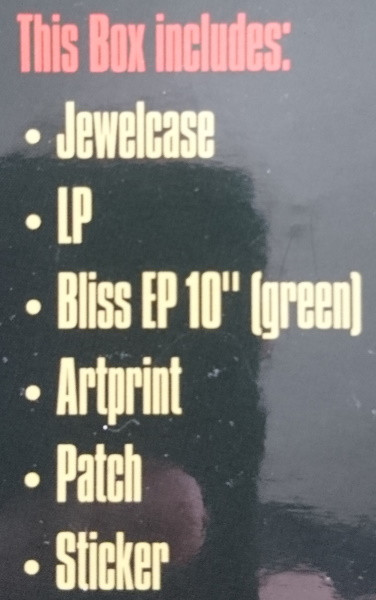 This Box includes:
• Jewelcase
• LP
• Bliss EP 10" (green)
• Artprint
• Patch
• Sticker